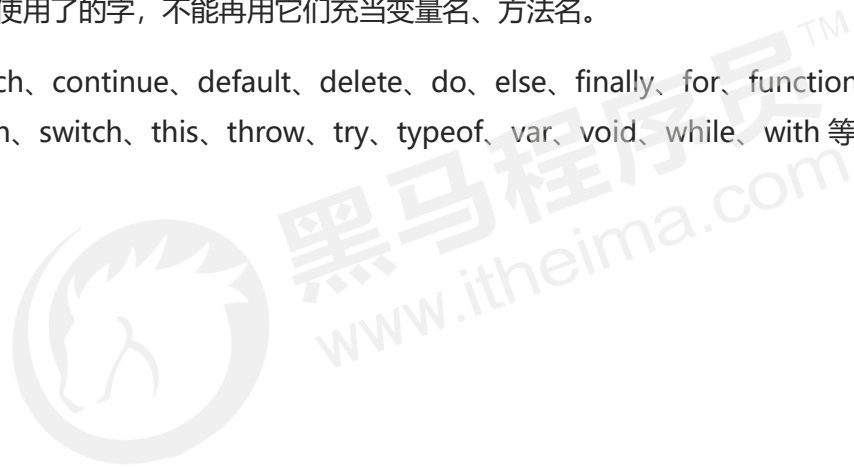 使用了的字，不能再用它们充当变量名、方法名。
ch、continue、default、delete、do、else、finally、for、function
n、switch、this、throw、try、typeof、var、void、while、with 等
黑马程序员TM
www.itheima.com